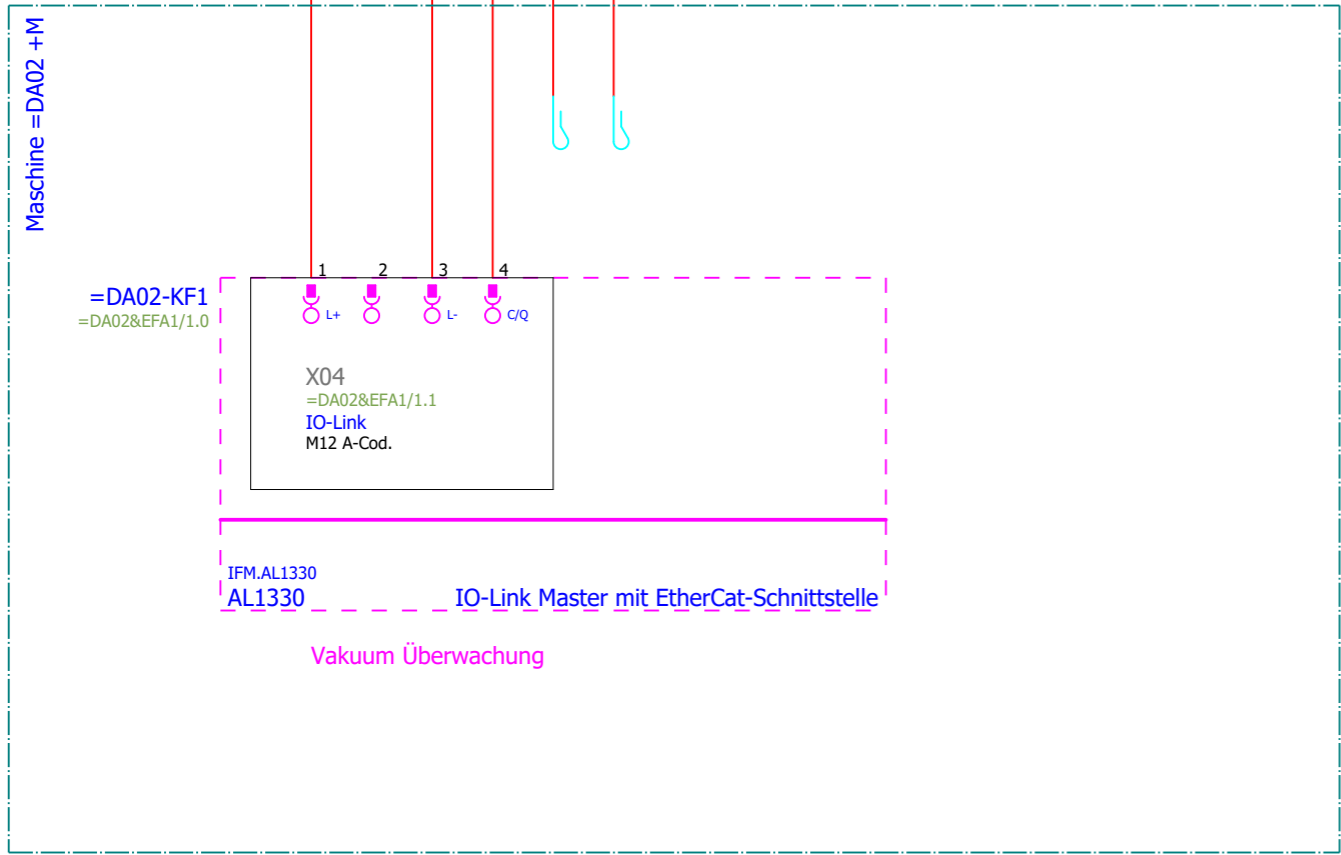 Maschine =DA02 +M
1 2 3 4
=DA02-KF1
=DA02&EFA1/1.0
L+ L- C/Q
X04
=DA02&EFA1/1.1
IO-Link
M12 A-Cod.
IFM.AL1330
AL1330 IO-Link Master mit EtherCat-Schnittstelle
Vakuum Überwachung